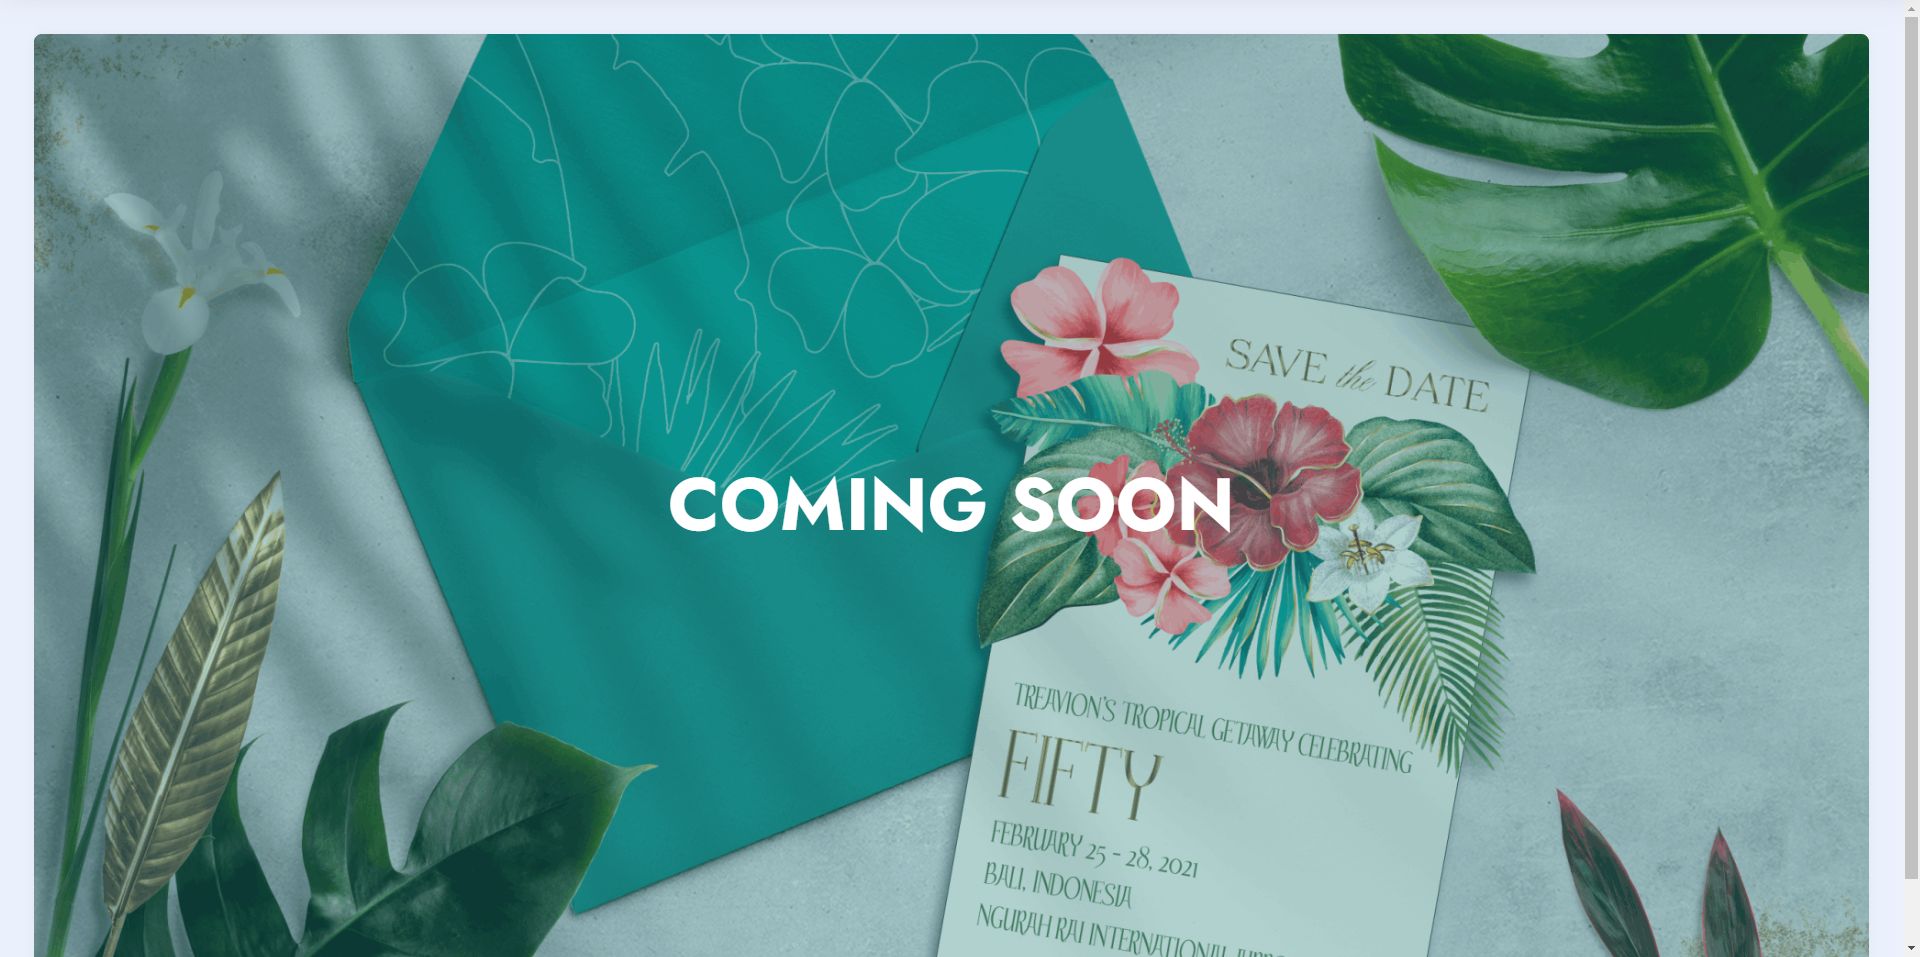 SAVE the DATE
COMING SOON
TREAVION'S TROPICAL GETAWAY CELEBRATING
FIFTY
FEBRUARY 25 - 28, 2021
BALI, INDONESIA
NGURAH RAI INTERNATIONAL